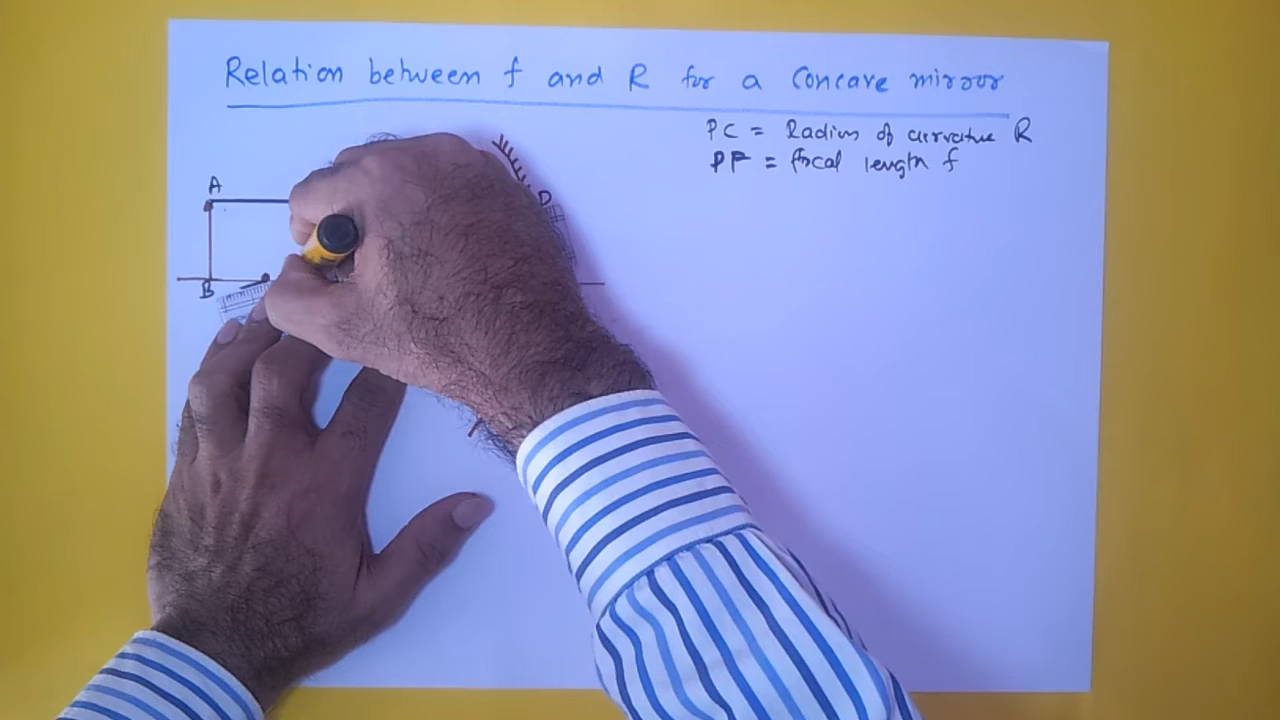 Relation between f and R for a Concave mirror
PC = Radius of curvature R
PF = focal length f
A
D
B